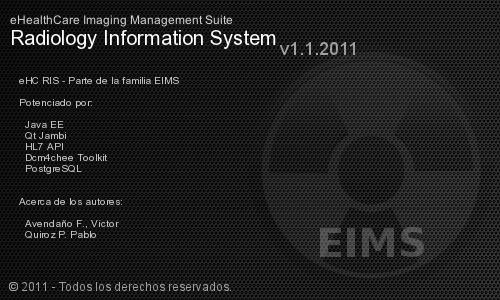 eHealthCare Imaging Management Suite
Radiology Information System v1.1.2011
eHC RIS - Parte de la familia EIMS
Potenciado por:
Java EE
Qt Jambi
HL7 API
Dcm4chee Toolkit
PostgreSQL
Acerca de los autores:
Avendaño F., Victor
Quiroz P. Pablo
EIMS
© 2011 - Todos los derechos reservados.